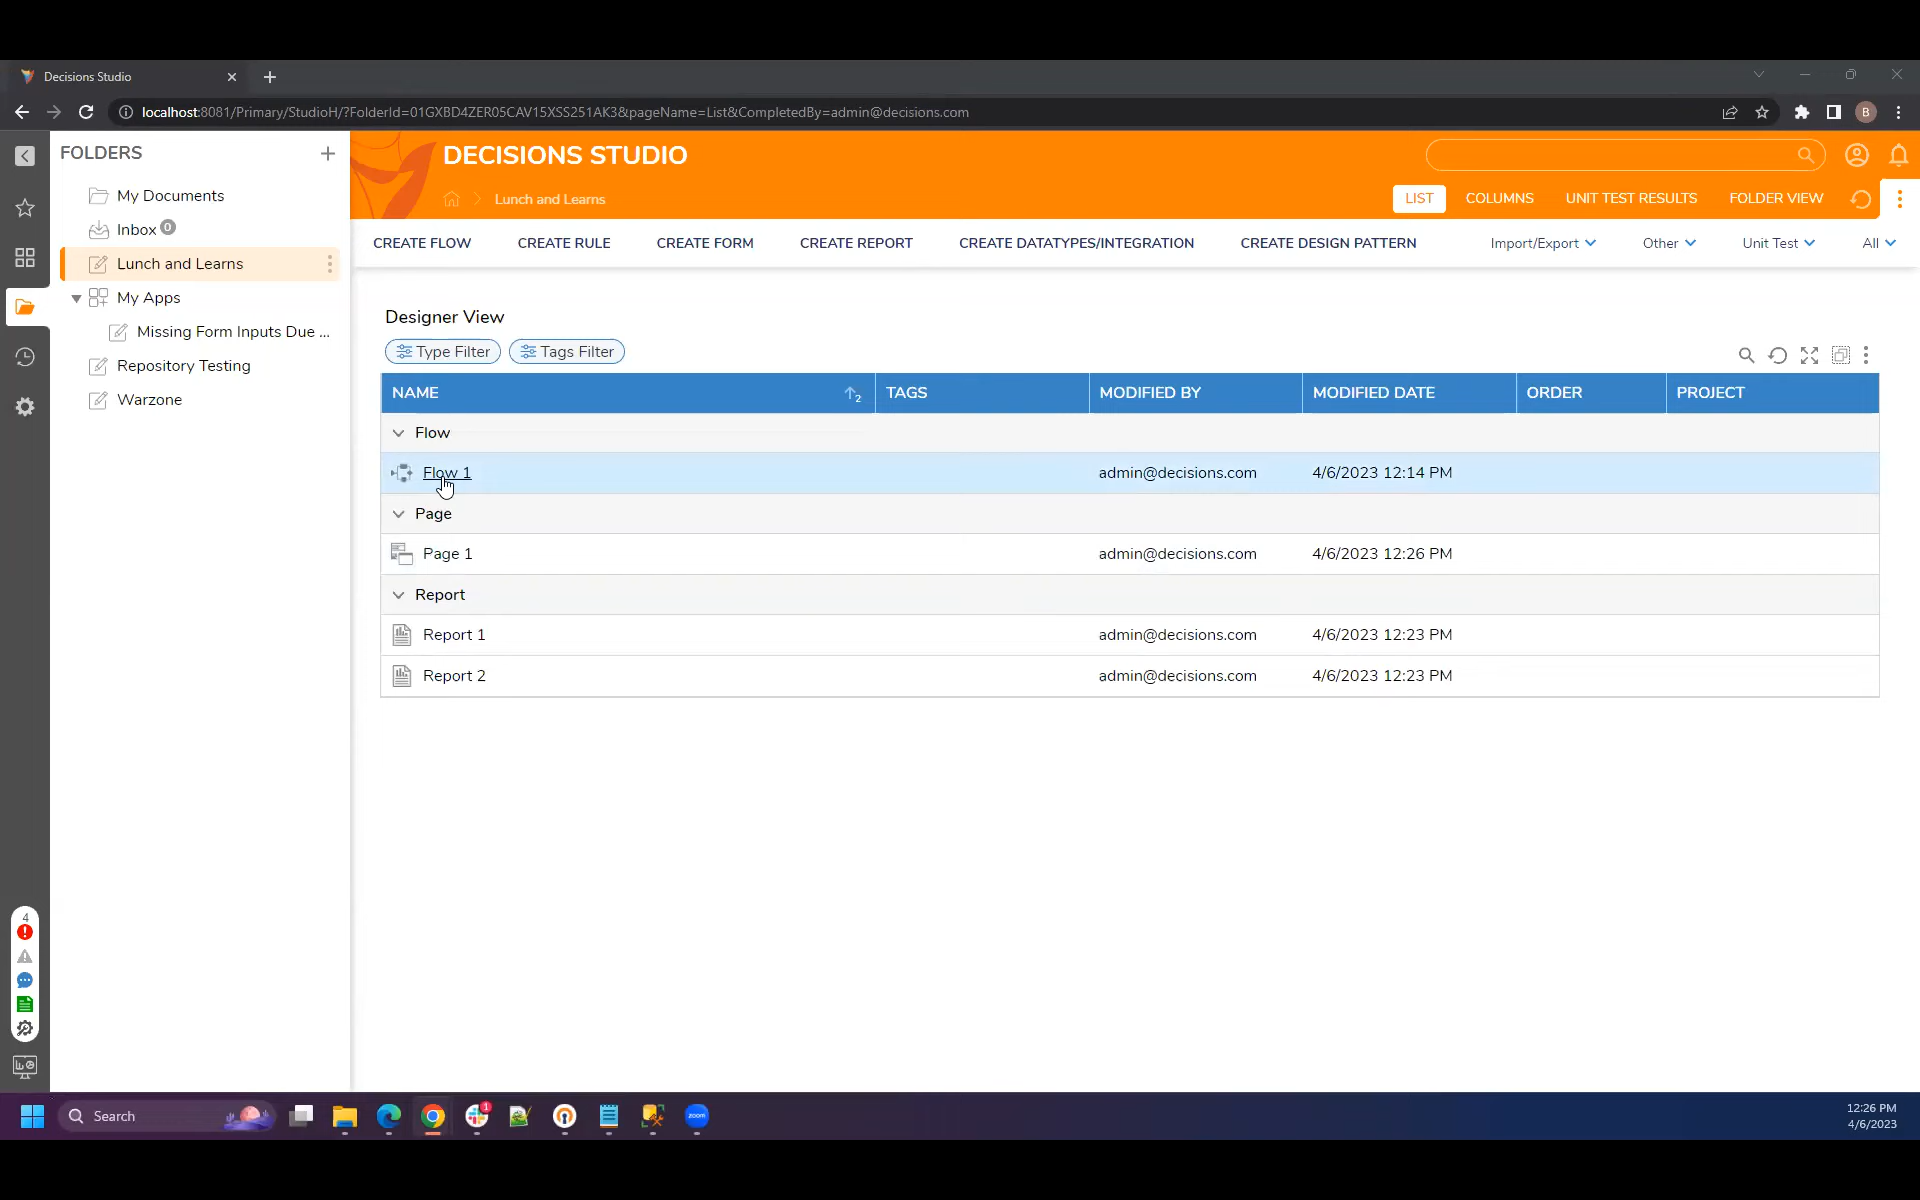 Decisions Studio
localhost:8081/Primary/StudioH/?FolderId=01GXBD4ZER05CAV15XSS251AK3&pageName=List&CompletedBy=admin@decisions.com
B
FOLDERS
My Documents
Inbox 0
Lunch and Learns
My Apps
Missing Form Inputs Due ...
Repository Testing
Warzone
DECISIONS STUDIO
Lunch and Learns
LIST COLUMNS UNIT TEST RESULTS FOLDER VIEW
CREATE FLOW CREATE RULE CREATE FORM CREATE REPORT CREATE DATATYPES/INTEGRATION CREATE DESIGN PATTERN Import/Export Other Unit Test All
Designer View
Type Filter Tags Filter
NAME 2 TAGS MODIFIED BY MODIFIED DATE ORDER PROJECT
Flow
Flow 1 admin@decisions.com 4/6/2023 12:14 PM
Page
Page 1 admin@decisions.com 4/6/2023 12:26 PM
Report
Report 1 admin@decisions.com 4/6/2023 12:23 PM
Report 2 admin@decisions.com 4/6/2023 12:23 PM
4
Search
1
zoom
12:26 PM
4/6/2023